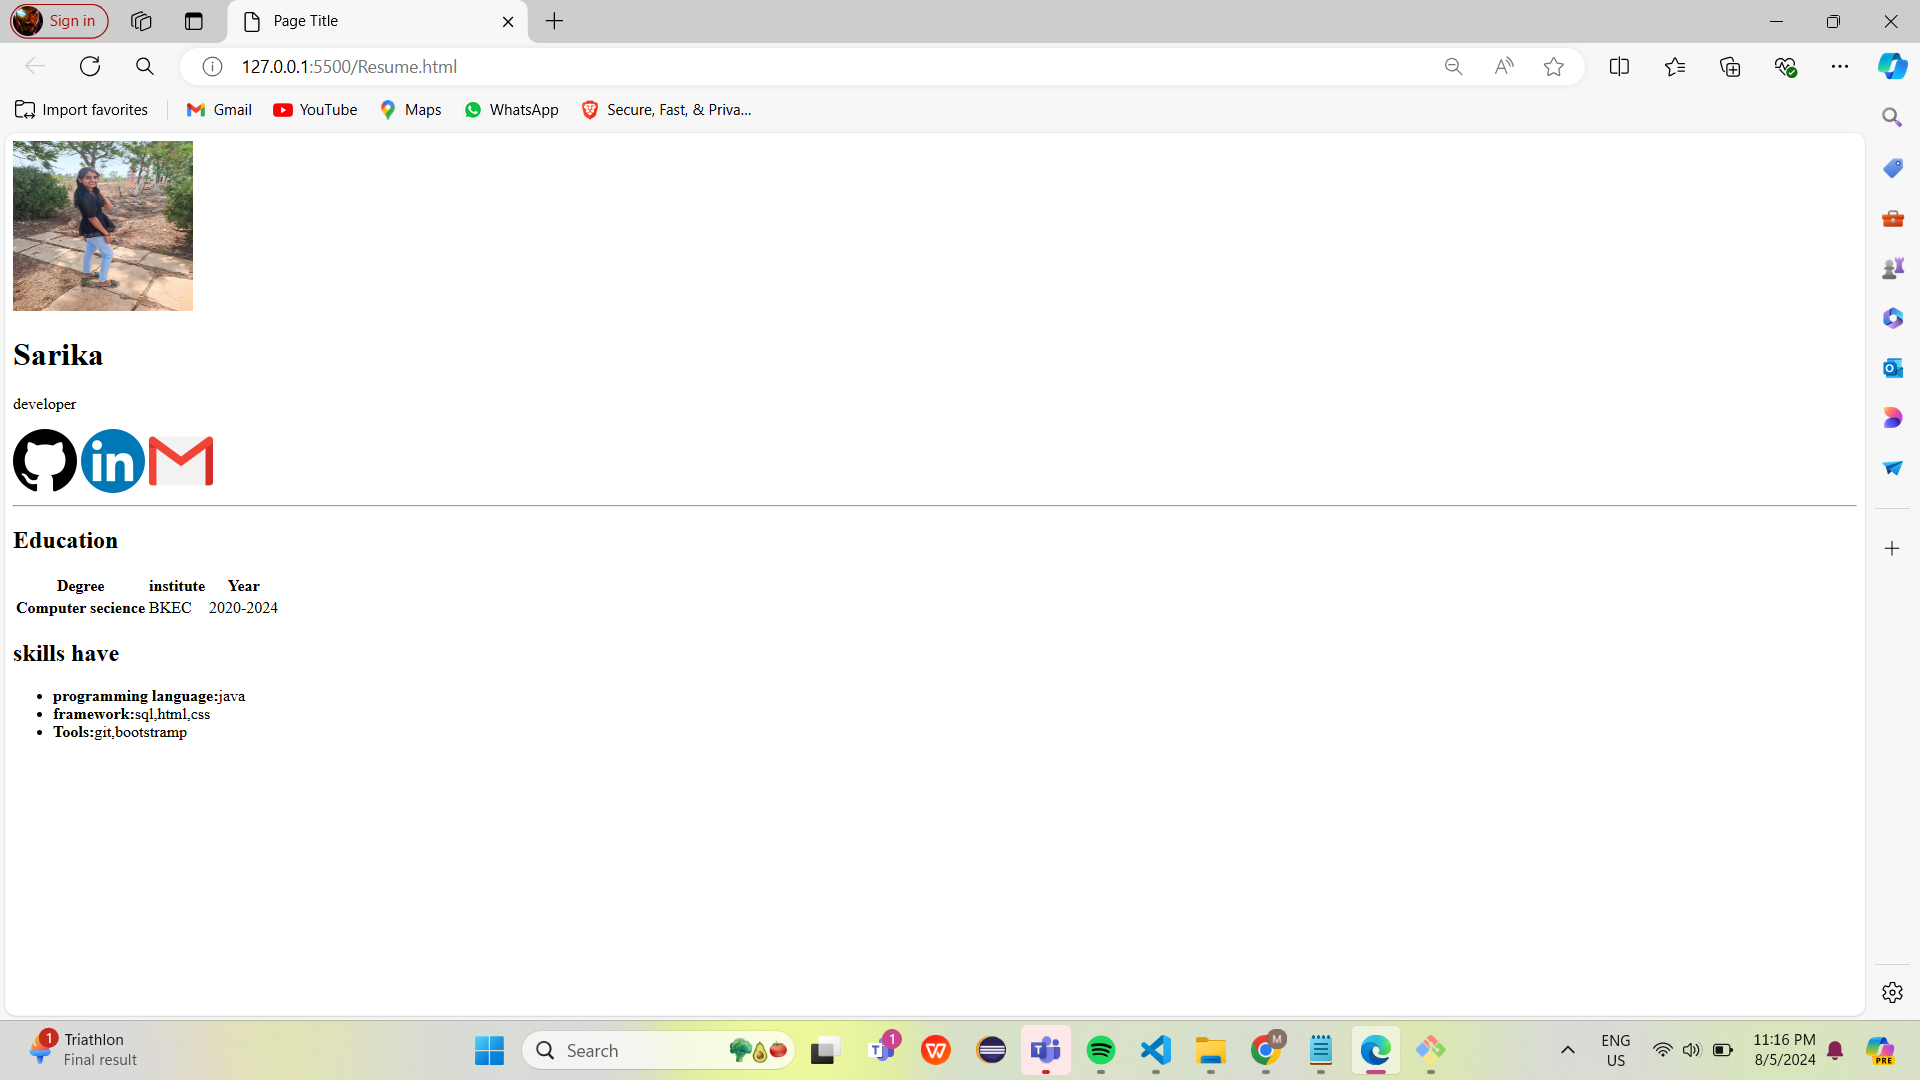 Sign in
Page Title
127.0.0.1:5500/Resume.html
Import favorites
Gmail
YouTube
Maps
WhatsApp
Secure, Fast, & Priva...
Sarika
developer
in
Education
Degree institute Year
Computer secience BKEC 2020-2024
skills have
programming language:java
framework:sql,html,css
Tools:git,bootstramp
1
Triathlon
Final result
Search
1
M
ENG
US
11:16 PM
8/5/2024
PRE